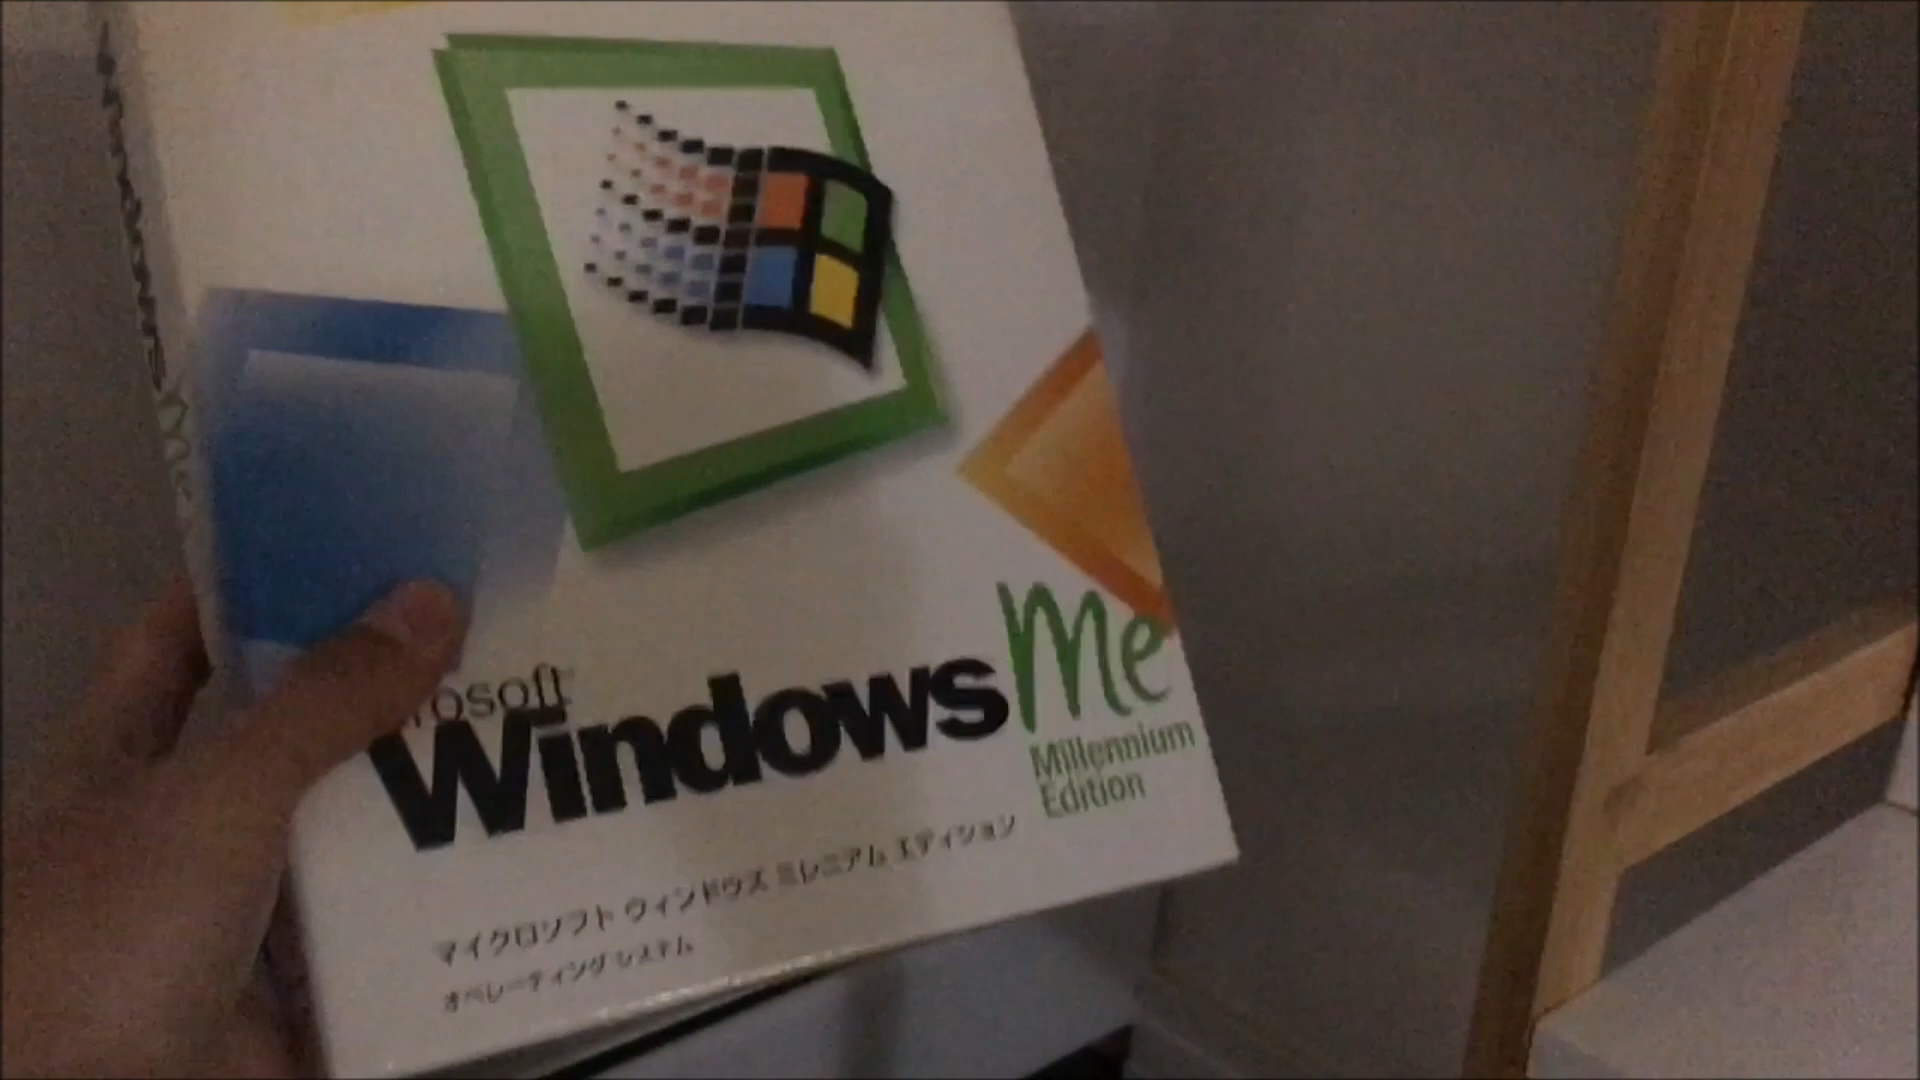 rosoft
Windows Me
Millennium
Edition
マイクロソフト ウィンドウズ ミレニアム エディション
オペレーティング システム
Me